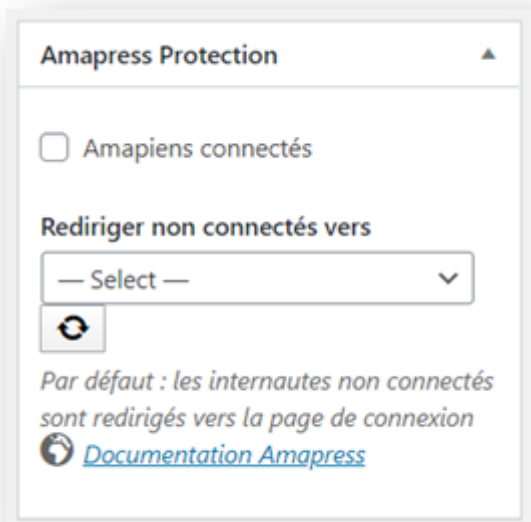 Amapress Protection
Amapiens connectés
Rediriger non connectés vers
— Select —
Par défaut : les internautes non connectés
sont redirigés vers la page de connexion
Documentation Amapress